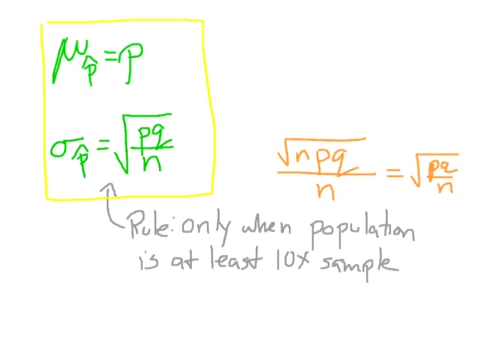 μ_p̂ = p
σ_p̂ = √(pq/n)
√(npq)/n = √(pq/n)
Rule: only when population
is at least 10x sample